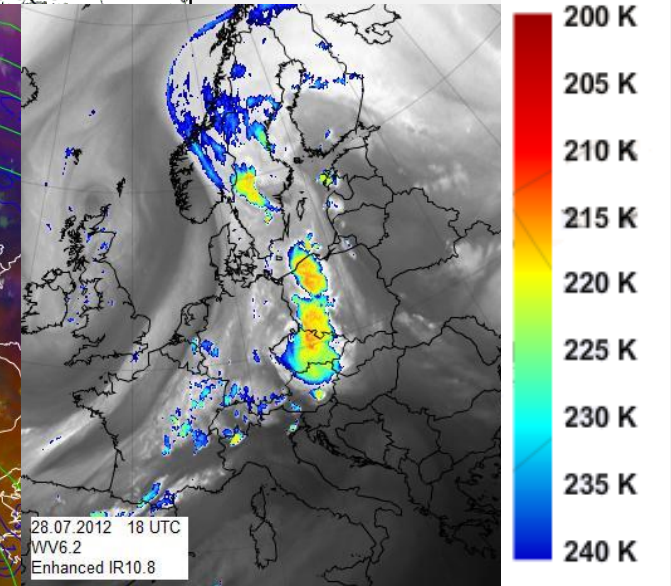 200 K
205 K
210 K
215 K
220 K
225 K
230 K
235 K
240 K
28.07.2012 18 UTC
WV6.2
Enhanced IR10.8